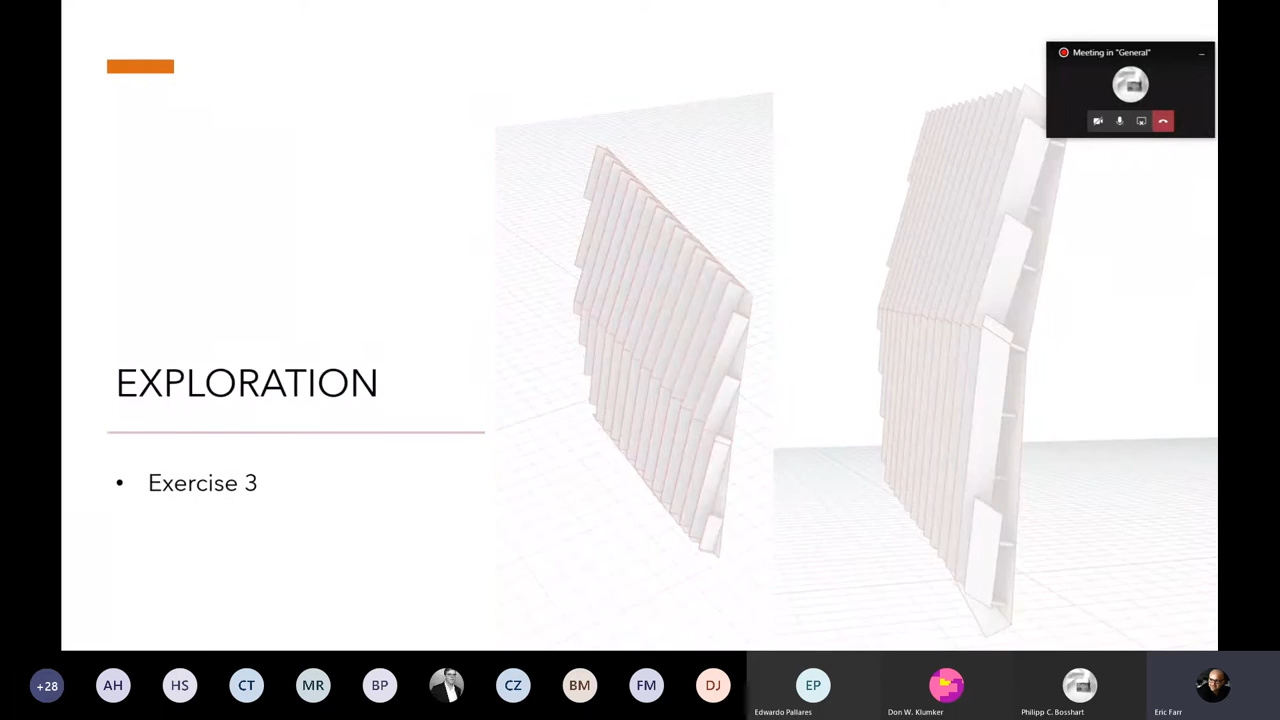 Meeting in "General"
EXPLORATION
• Exercise 3
+28
AH
HS
CT
MR
BP
CZ
BM
FM
DJ
EP
Edwardo Pallares
Don W. Klumker
Philipp C. Bosshart
Eric Farr